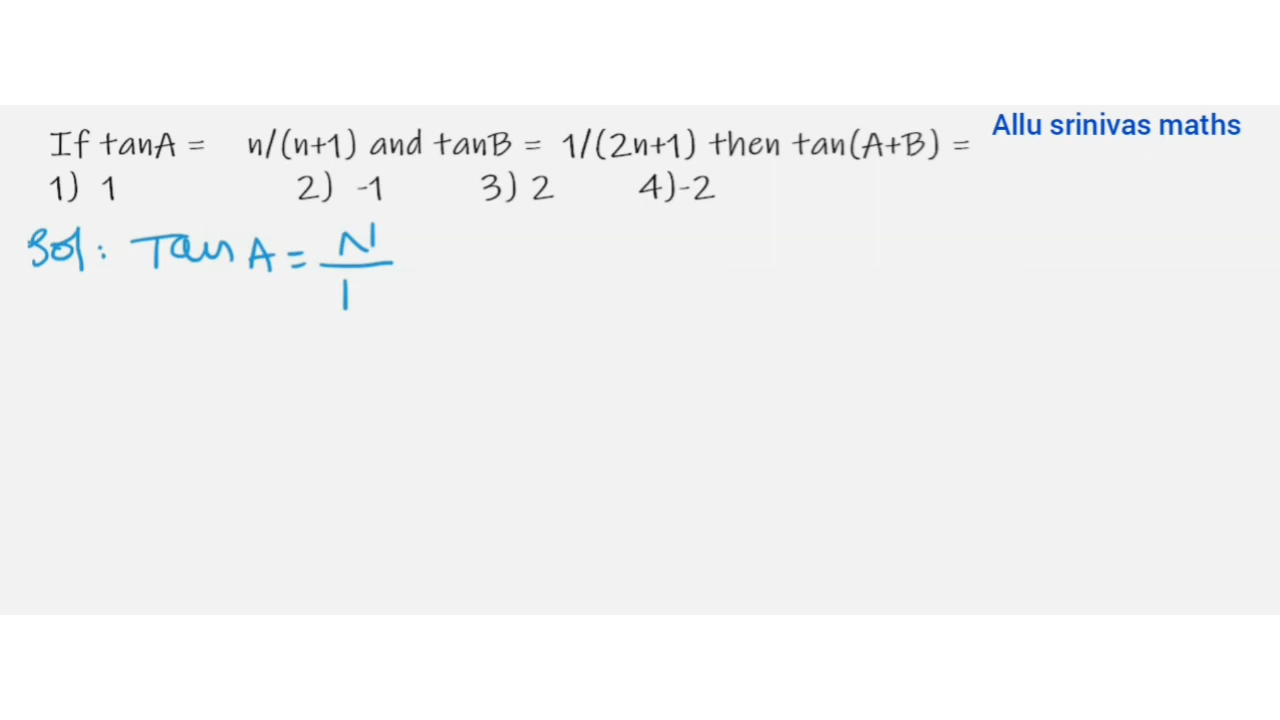 If tanA = n/(n+1) and tanB = 1/(2n+1) then tan(A+B) =
Allu srinivas maths
1) 1 2) -1 3) 2 4)-2
Sol: Tan A = N
1